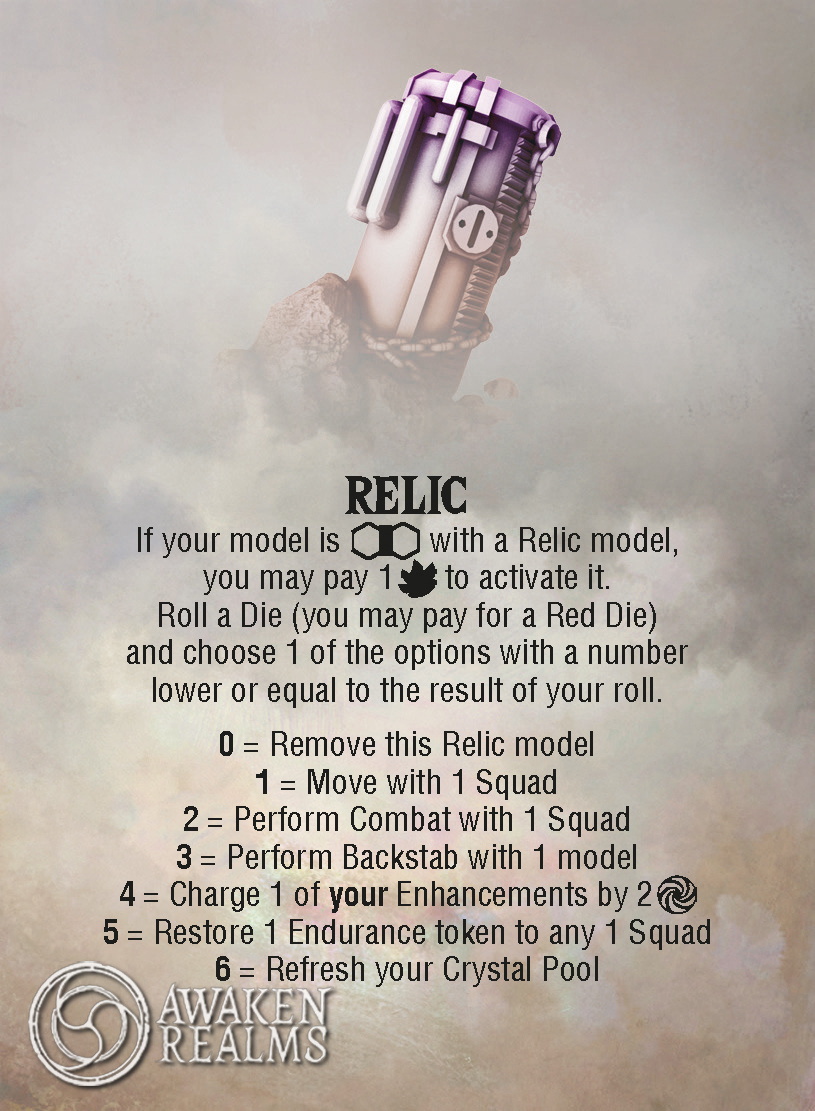 RELIC
If your model is with a Relic model,
you may pay 1 to activate it.
Roll a Die (you may pay for a Red Die)
and choose 1 of the options with a number
lower or equal to the result of your roll.
0 = Remove this Relic model
1 = Move with 1 Squad
2 = Perform Combat with 1 Squad
3 = Perform Backstab with 1 model
4 = Charge 1 of your Enhancements by 2
5 = Restore 1 Endurance token to any 1 Squad
6 = Refresh your Crystal Pool
AWAKEN
REALMS